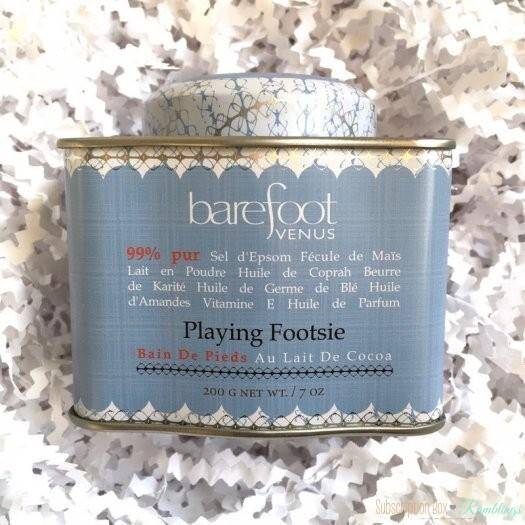 barefoot
VENUS
99% pur Sel d'Epsom Fécule de Maïs
Lait en Poudre Huile de Coprah Beurre
de Karité Huile de Germe de Blé Huile
d'Amandes Vitamine E Huile de Parfum
Playing Footsie
Bain De Pieds Au Lait De Cocoa
200 G NET WT. / 7 OZ
Subscription Box Ramblings